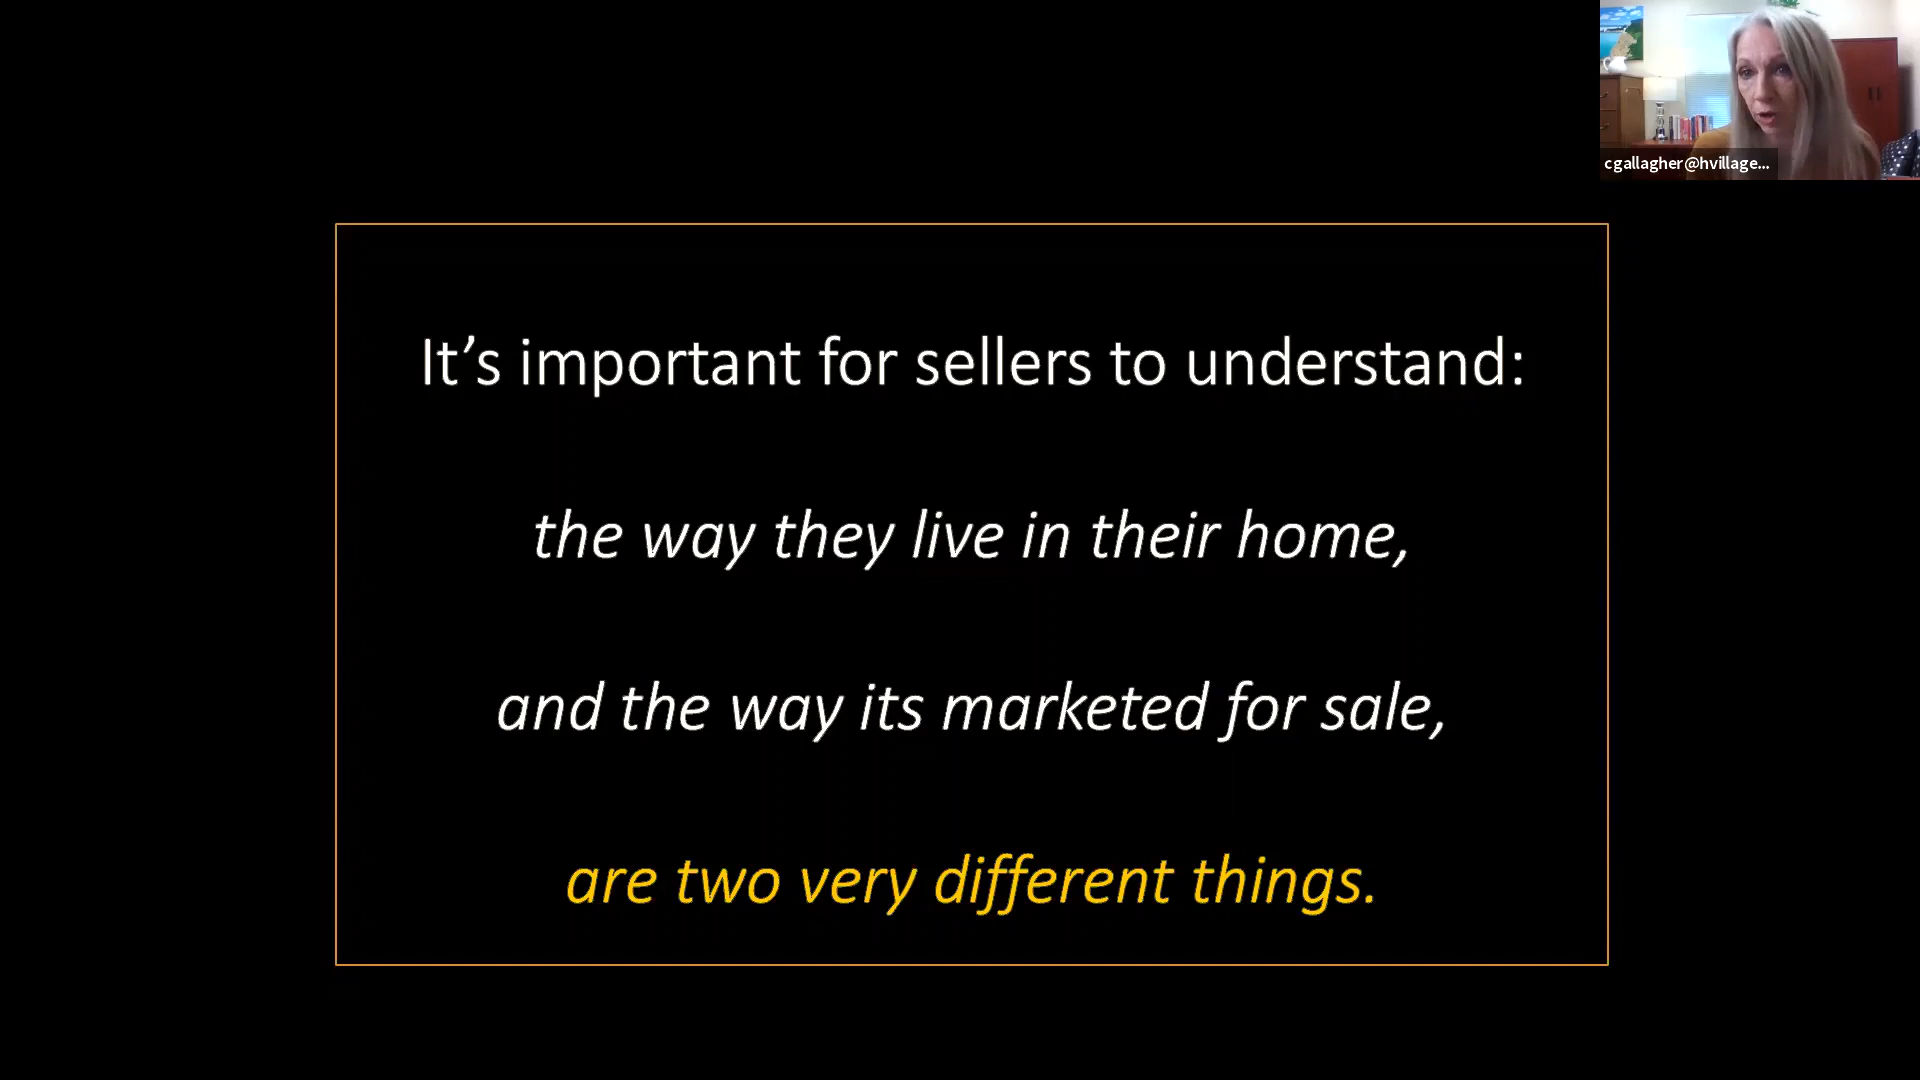 cgallagher@hvillage...
It’s important for sellers to understand:
the way they live in their home,
and the way its marketed for sale,
are two very different things.